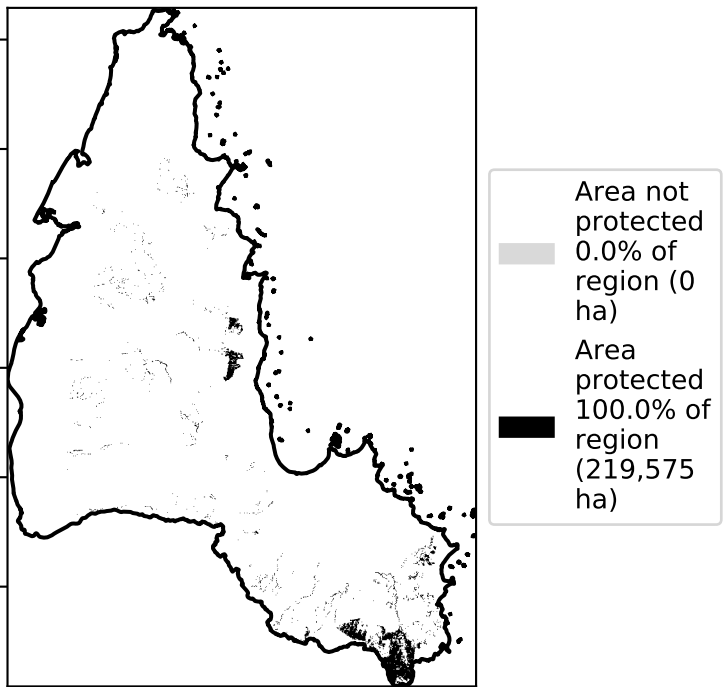 Area not
protected
0.0% of
region (0
ha)
Area
protected
100.0% of
region
(219,575
ha)